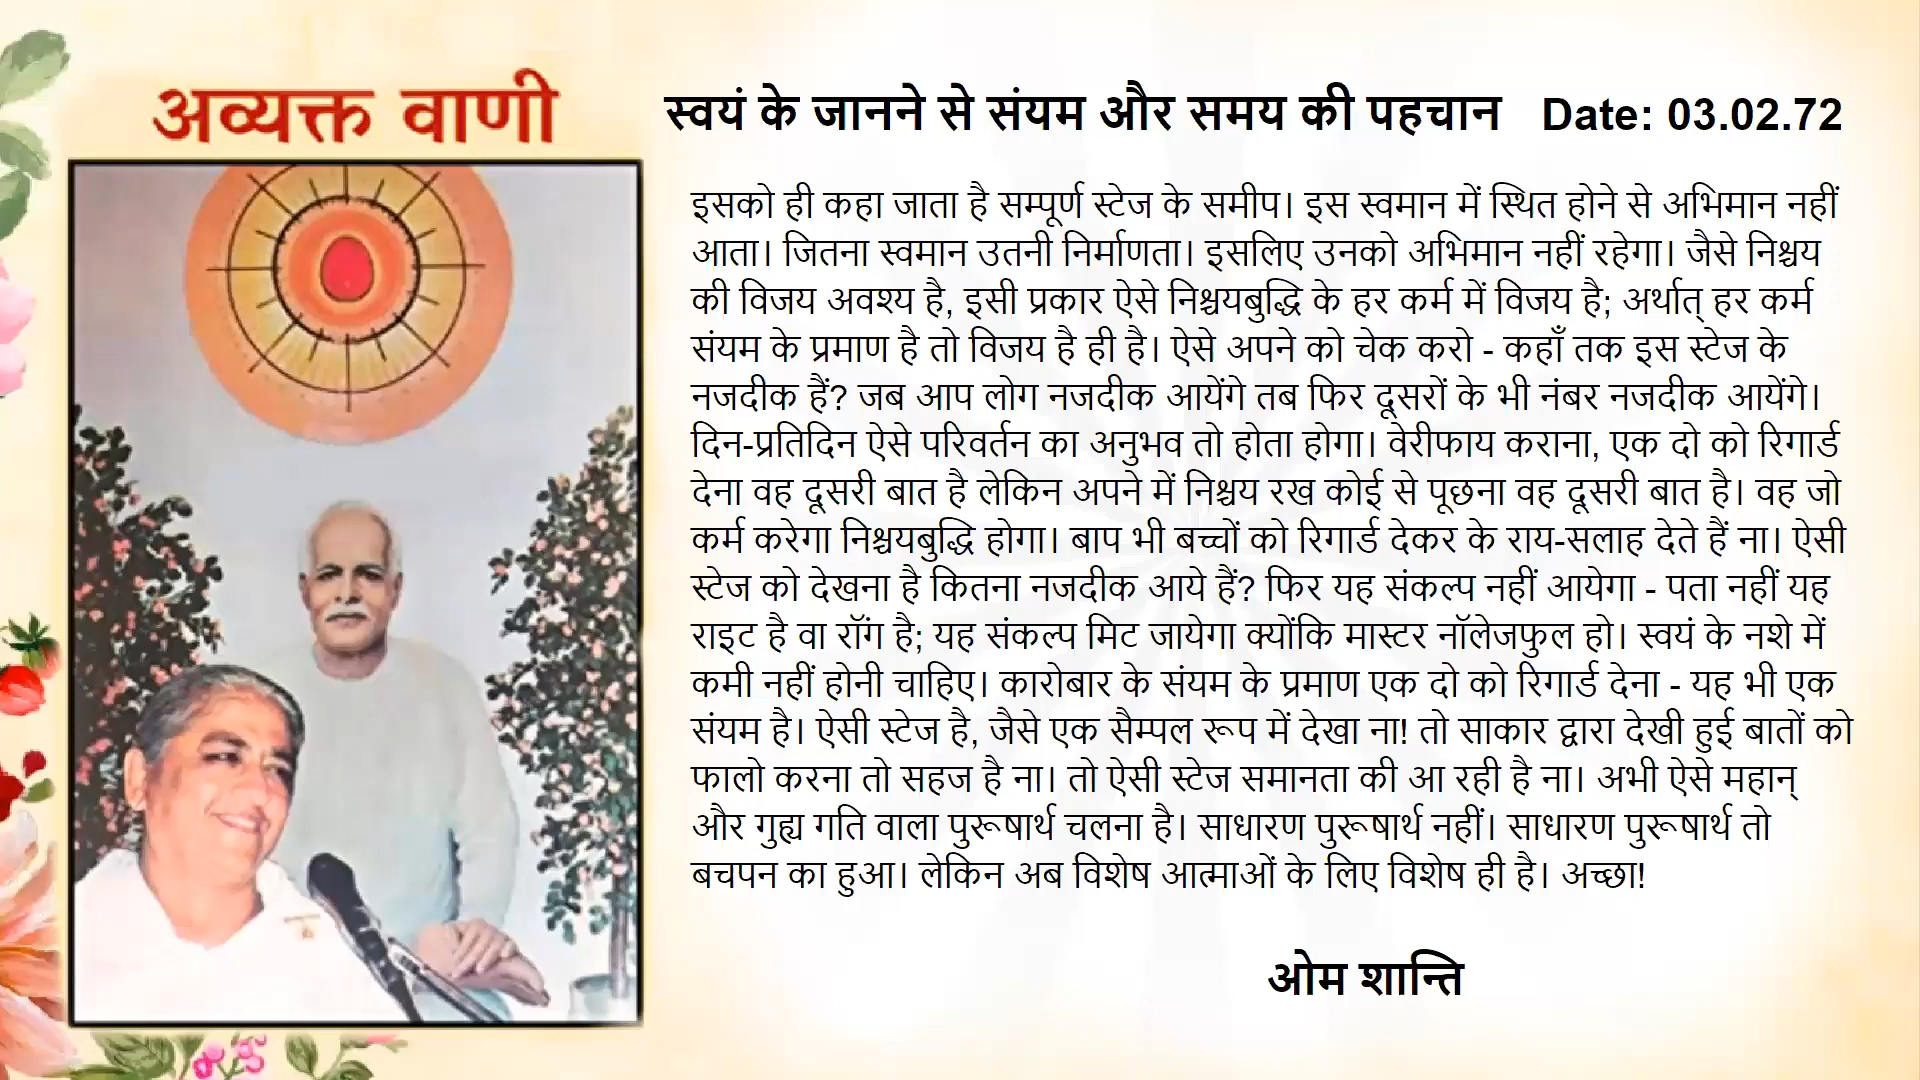 अव्यक्त वाणी
स्वयं के जानने से संयम और समय की पहचान Date: 03.02.72
इसको ही कहा जाता है सम्पूर्ण स्टेज के समीप। इस स्वमान में स्थित होने से अभिमान नहीं
आता। जितना स्वमान उतनी निर्माणता। इसलिए उनको अभिमान नहीं रहेगा। जैसे निश्चय
की विजय अवश्य है, इसी प्रकार ऐसे निश्चयबुद्धि के हर कर्म में विजय है; अर्थात् हर कर्म
संयम के प्रमाण है तो विजय है ही है। ऐसे अपने को चेक करो - कहाँ तक इस स्टेज के
नजदीक हैं? जब आप लोग नजदीक आयेंगे तब फिर दूसरों के भी नंबर नजदीक आयेंगे।
दिन-प्रतिदिन ऐसे परिवर्तन का अनुभव तो होता होगा। वेरीफाय कराना, एक दो को रिगार्ड
देना वह दूसरी बात है लेकिन अपने में निश्चय रख कोई से पूछना वह दूसरी बात है। वह जो
कर्म करेगा निश्चयबुद्धि होगा। बाप भी बच्चों को रिगार्ड देकर के राय-सलाह देते हैं ना। ऐसी
स्टेज को देखना है कितना नजदीक आये हैं? फिर यह संकल्प नहीं आयेगा - पता नहीं यह
राइट है वा रॉंग है; यह संकल्प मिट जायेगा क्योंकि मास्टर नॉलेजफुल हो। स्वयं के नशे में
कमी नहीं होनी चाहिए। कारोबार के संयम के प्रमाण एक दो को रिगार्ड देना - यह भी एक
संयम है। ऐसी स्टेज है, जैसे एक सैम्पल रूप में देखा ना! तो साकार द्वारा देखी हुई बातों को
फालो करना तो सहज है ना। तो ऐसी स्टेज समानता की आ रही है ना। अभी ऐसे महान्
और गुह्य गति वाला पुरूषार्थ चलना है। साधारण पुरूषार्थ नहीं। साधारण पुरूषार्थ तो
बचपन का हुआ। लेकिन अब विशेष आत्माओं के लिए विशेष ही है। अच्छा!
ओम शान्ति